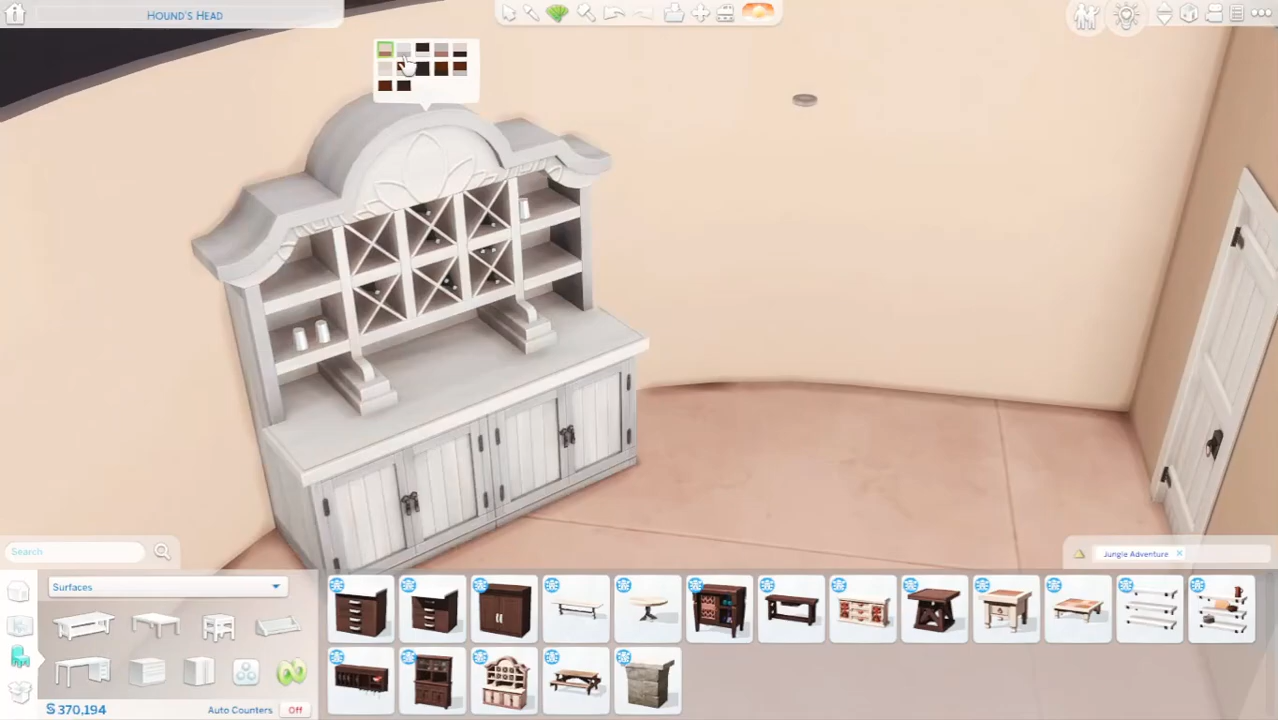 HOUND'S HEAD
Search
Jungle Adventure
Surfaces
§370,194
Auto Counters
Off